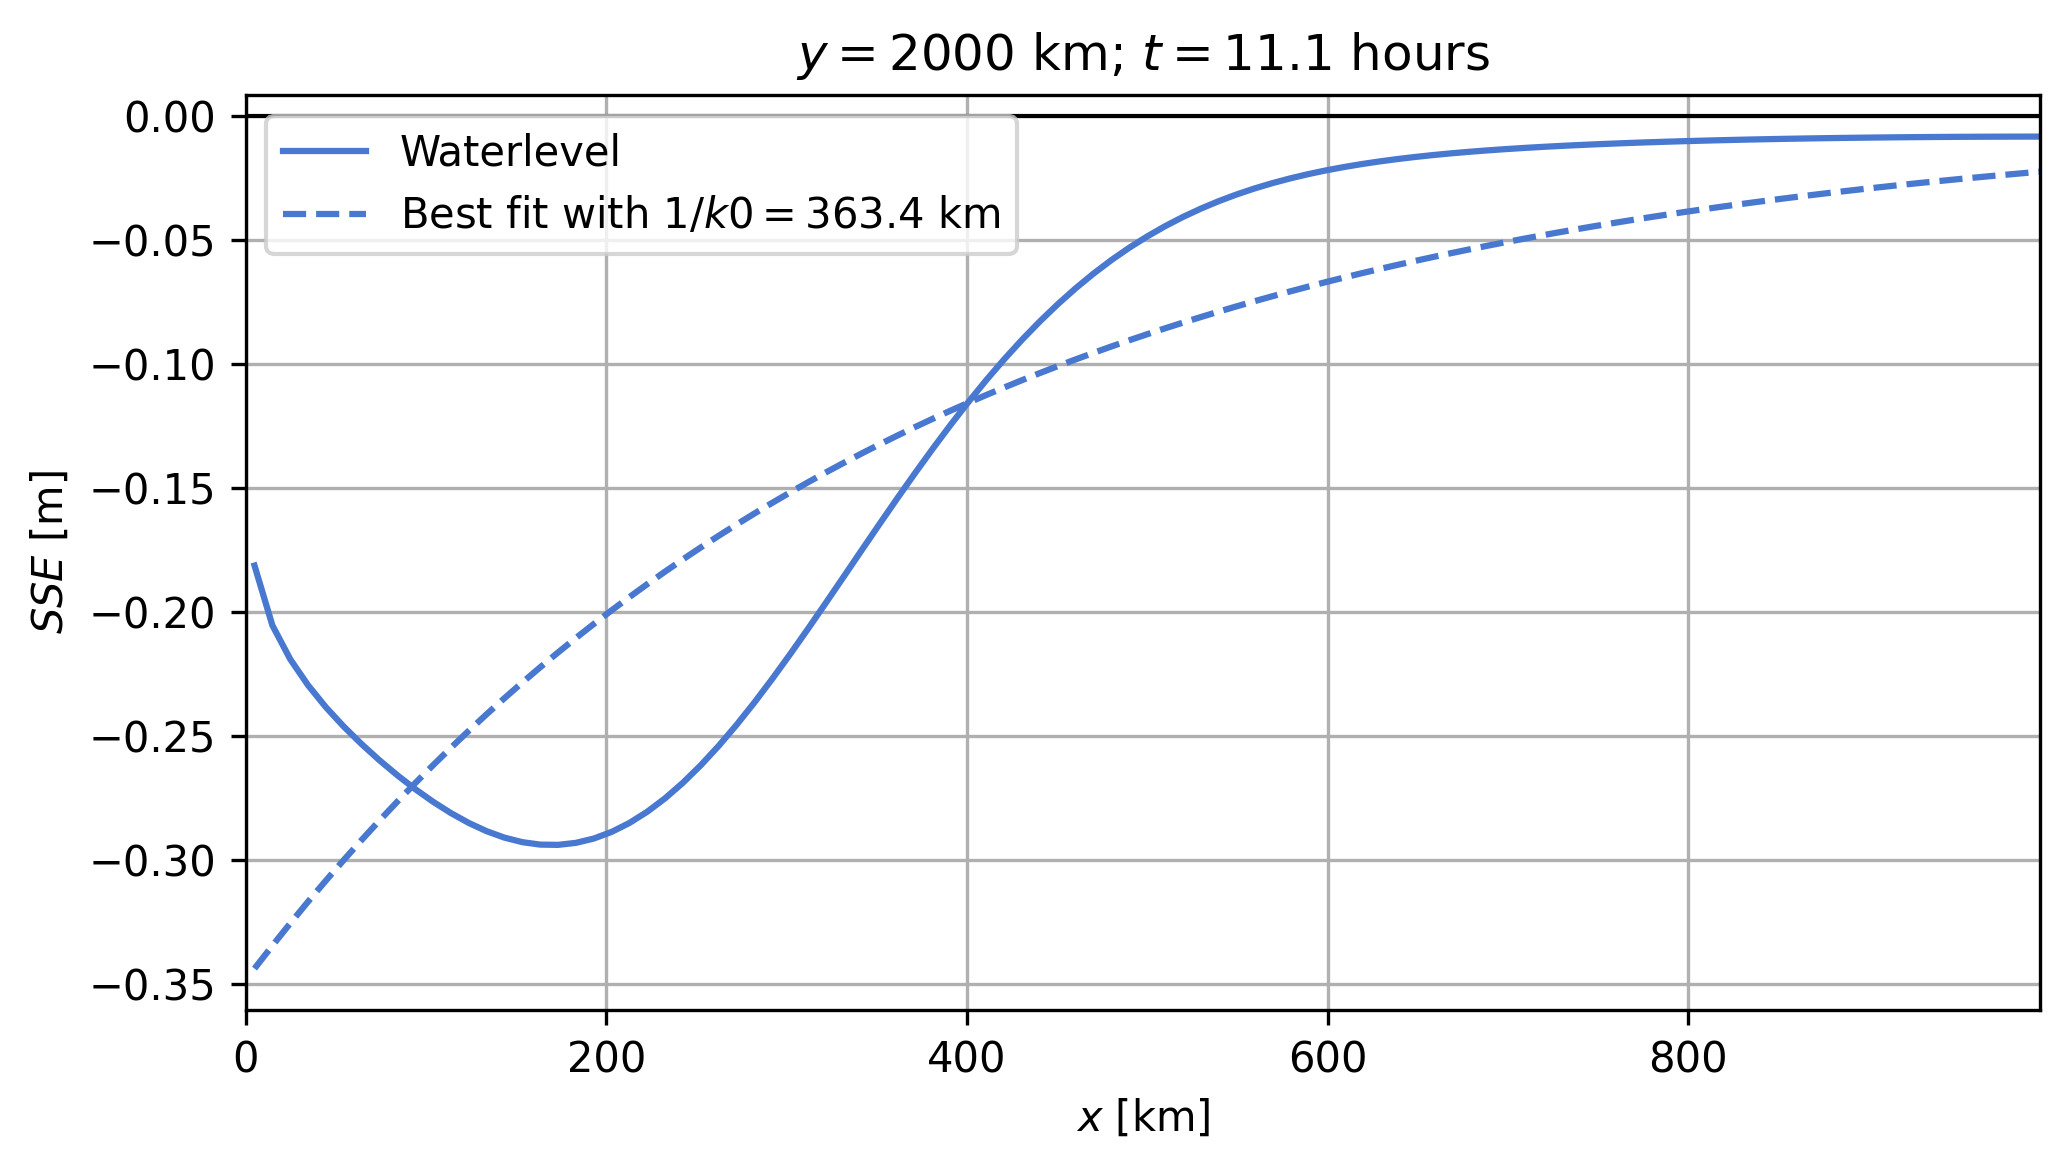 y = 2000 km; t = 11.1 hours
0.00
−0.05
−0.10
−0.15
−0.20
−0.25
−0.30
−0.35
SSE [m]
Waterlevel
Best fit with 1/k0 = 363.4 km
0 200 400 600 800
x [km]